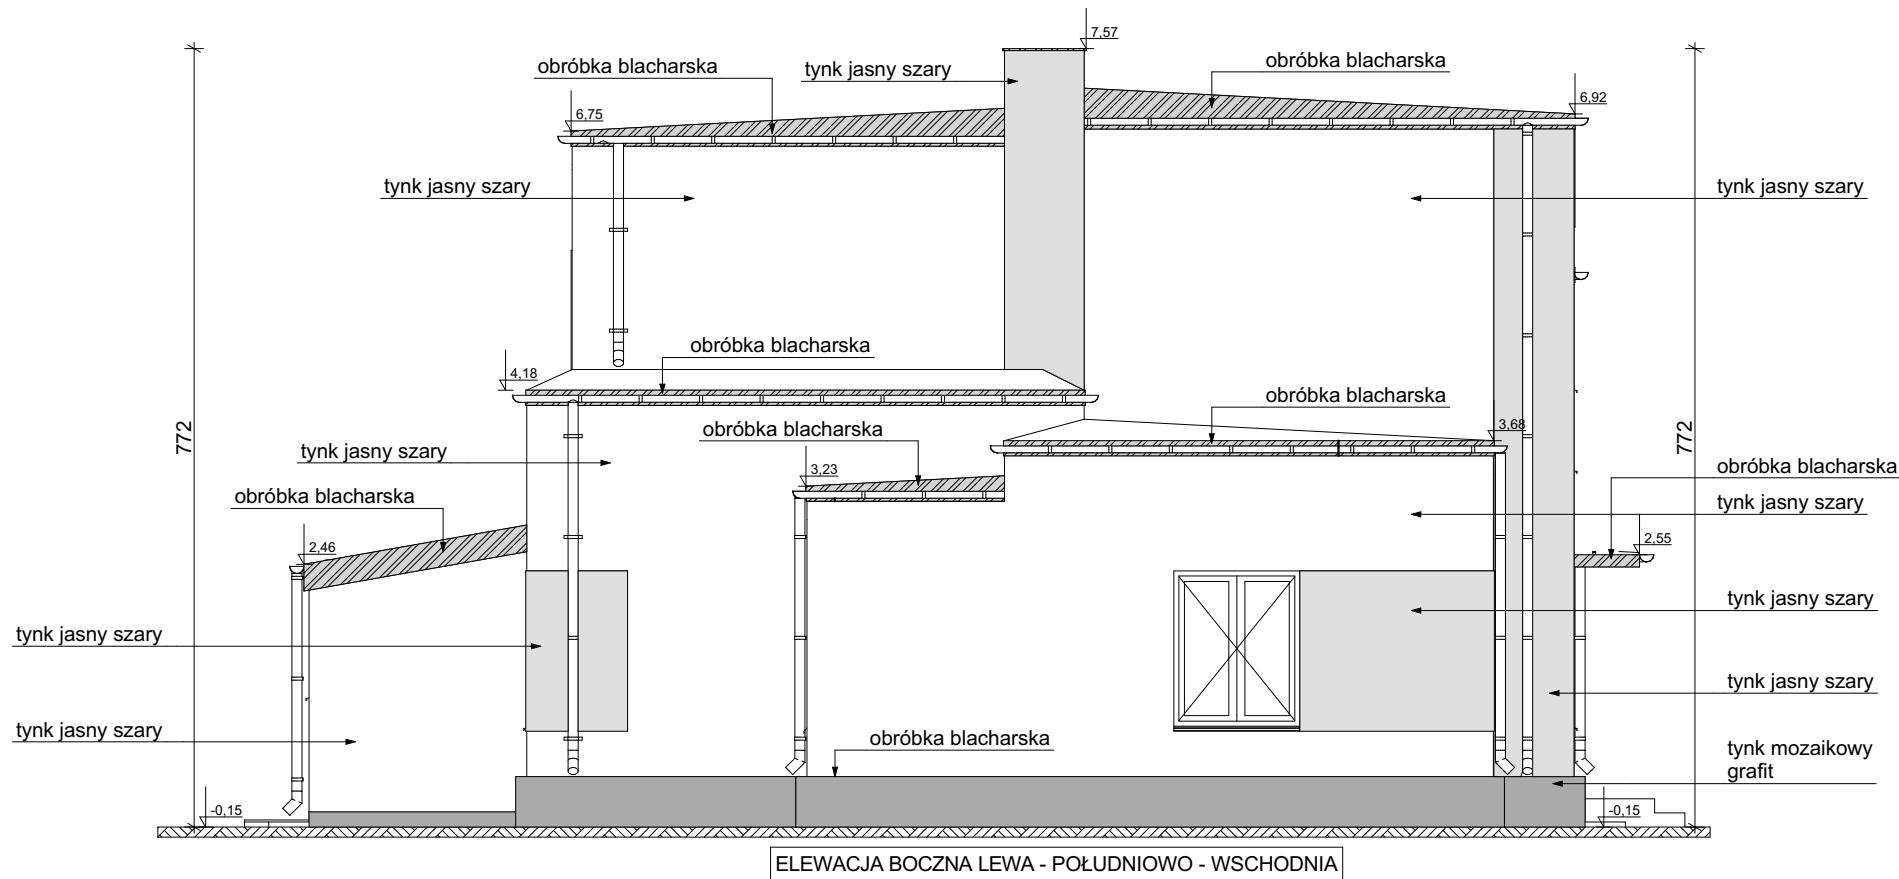 7,57
obróbka blacharska
obróbka blacharska
tynk jasny szary
6,75
6,92
tynk jasny szary
tynk jasny szary
obróbka blacharska
4,18
obróbka blacharska
3,68
772
772
obróbka blacharska
tynk jasny szary
3,23
obróbka blacharska
obróbka blacharska
tynk jasny szary
2,46
2,55
tynk jasny szary
tynk jasny szary
tynk jasny szary
tynk jasny szary
obróbka blacharska
tynk mozaikowy
grafit
-0,15
-0,15
ELEWACJA BOCZNA LEWA - POŁUDNIOWO - WSCHODNIA